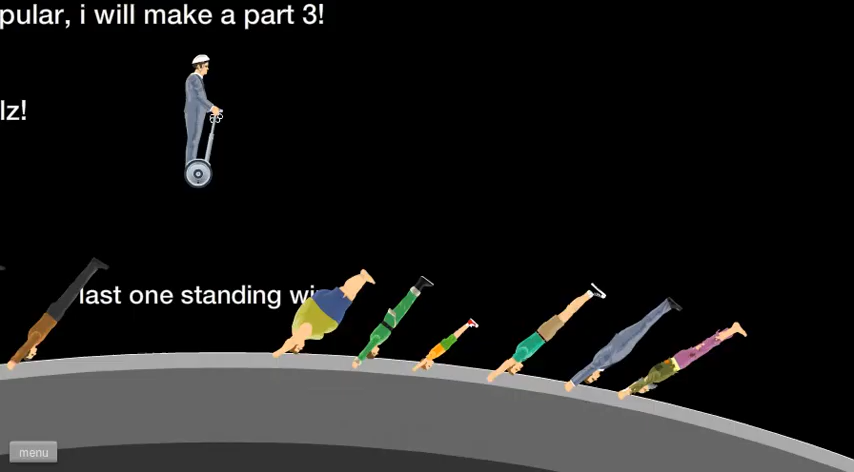 pular, i will make a part 3!
lz!
last one standing wi
menu